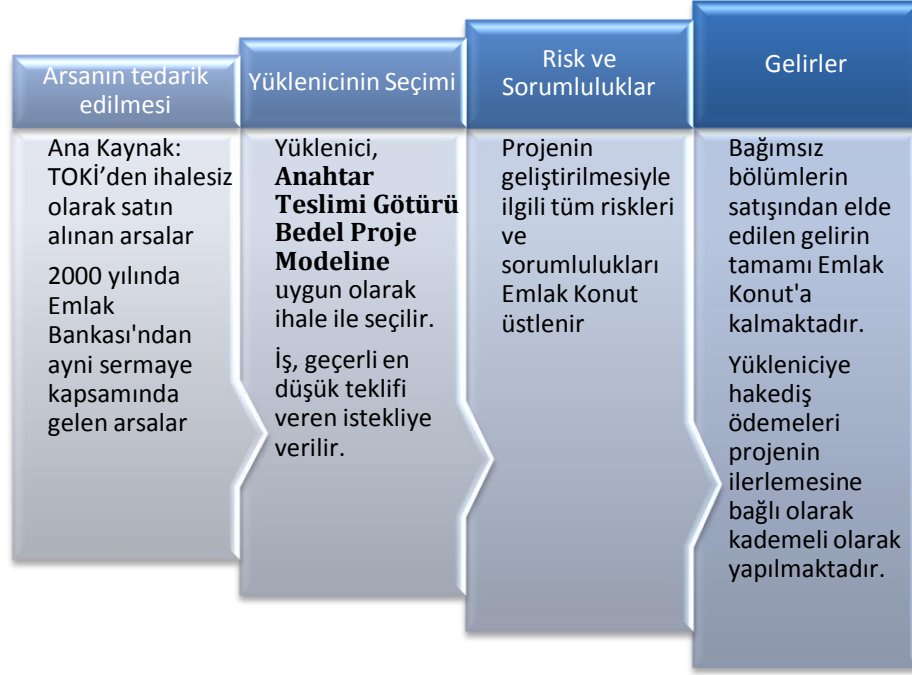 Arsanın tedarik
edilmesi
Ana Kaynak:
TOKİ’den ihalesiz
olarak satın
alınan arsalar
2000 yılında
Emlak
Bankası'ndan
ayni sermaye
kapsamında
gelen arsalar
Yüklenicinin Seçimi
Yüklenici,
Anahtar
Teslimi Götürü
Bedel Proje
Modeline
uygun olarak
ihale ile seçilir.
İş, geçerli en
düşük teklifi
veren istekliye
verilir.
Risk ve
Sorumluluklar
Projenin
geliştirilmesiyle
ilgili tüm riskleri
ve
sorumlulukları
Emlak Konut
üstlenir
Gelirler
Bağımsız
bölümlerin
satışından elde
edilen gelirin
tamamı Emlak
Konut'a
kalmaktadır.
Yükleniciye
hakediş
ödemeleri
projenin
ilerlemesine
bağlı olarak
kademeli olarak
yapılmaktadır.